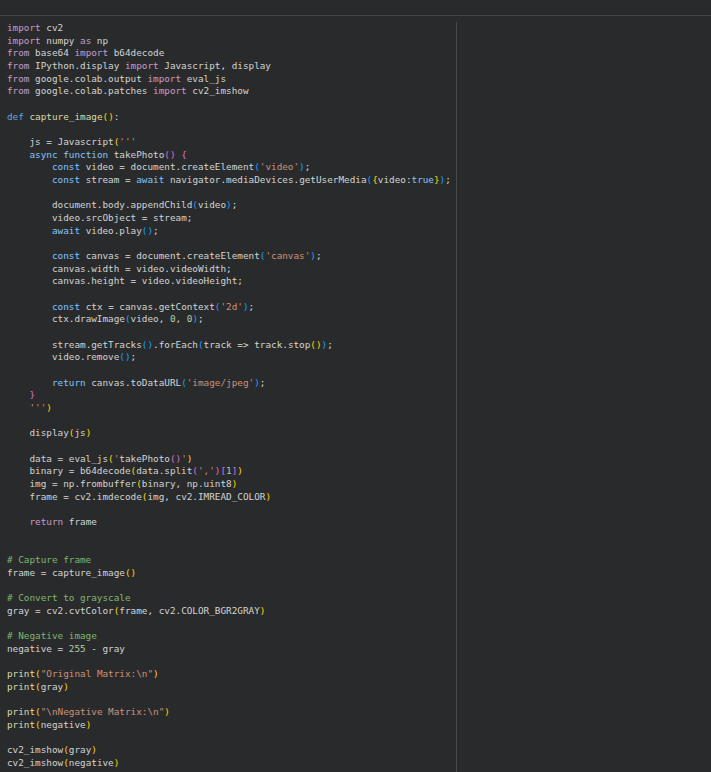 import cv2
import numpy as np
from base64 import b64decode
from IPython.display import Javascript, display
from google.colab.output import eval_js
from google.colab.patches import cv2_imshow

def capture_image():

    js = Javascript('''
    async function takePhoto() {
        const video = document.createElement('video');
        const stream = await navigator.mediaDevices.getUserMedia({video:true});

        document.body.appendChild(video);
        video.srcObject = stream;
        await video.play();

        const canvas = document.createElement('canvas');
        canvas.width = video.videoWidth;
        canvas.height = video.videoHeight;

        const ctx = canvas.getContext('2d');
        ctx.drawImage(video, 0, 0);

        stream.getTracks().forEach(track => track.stop());
        video.remove();

        return canvas.toDataURL('image/jpeg');
    }
    ''')

    display(js)

    data = eval_js('takePhoto()')
    binary = b64decode(data.split(',')[1])
    img = np.frombuffer(binary, np.uint8)
    frame = cv2.imdecode(img, cv2.IMREAD_COLOR)

    return frame


# Capture frame
frame = capture_image()

# Convert to grayscale
gray = cv2.cvtColor(frame, cv2.COLOR_BGR2GRAY)

# Negative image
negative = 255 - gray

print("Original Matrix:\n")
print(gray)

print("\nNegative Matrix:\n")
print(negative)

cv2_imshow(gray)
cv2_imshow(negative)